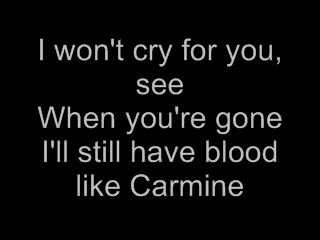 I won't cry for you,
see
When you're gone
I'll still have blood
like Carmine